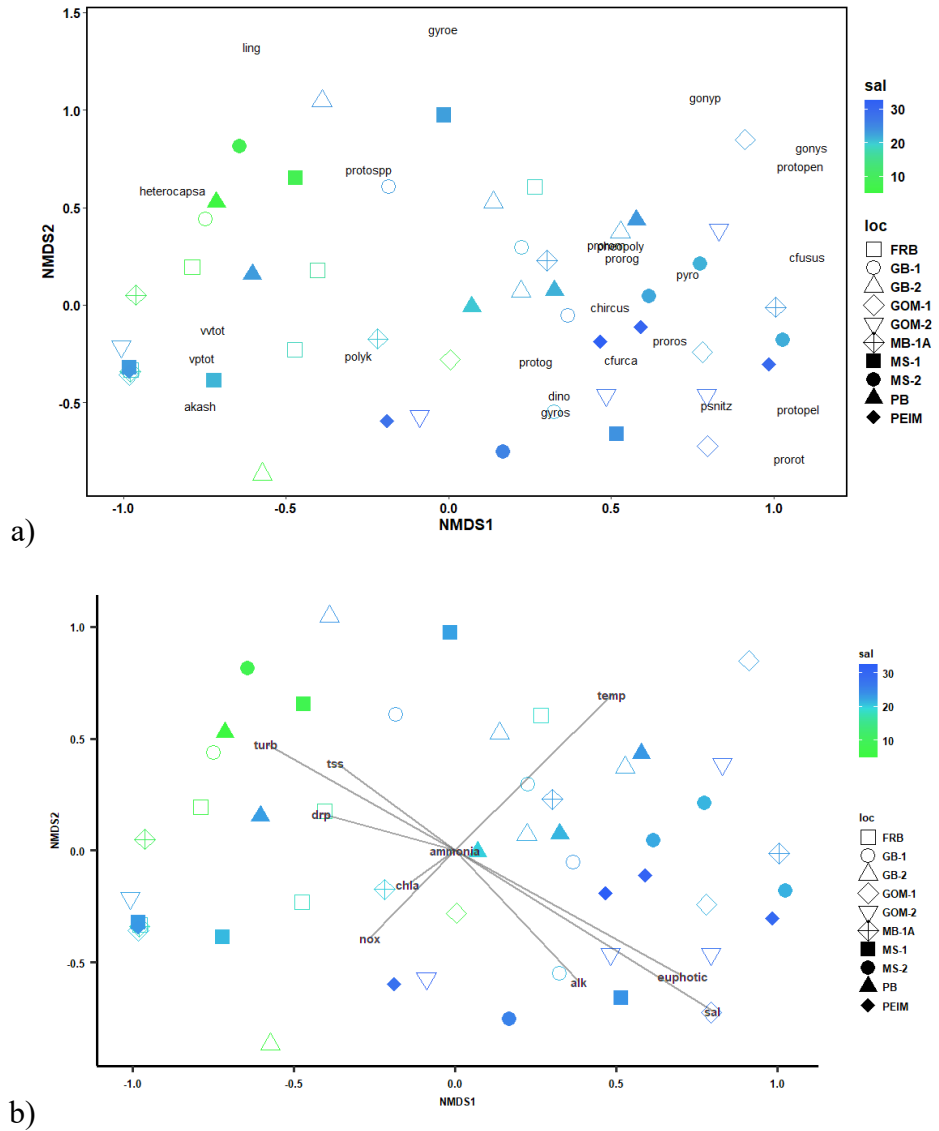 1.5
gyroe
ling
sal
gonyp
1.0
30
20
gonys
10
protospp
protopen
heterocapsa
loc
0.5
FRB
NMDS2
pheopoly
GB-1
prorog
cfusus
GB-2
pyro
GOM-1
0.0
chircus
GOM-2
vvtot
MB-1A
proros
polyk
MS-1
vptot
protog
cfurca
MS-2
PB
-0.5
akash
dino
psnitz
protopel
PEIM
gyros
prorot
-1.0
-0.5
0.0
0.5
1.0
NMDS1
a)
1.0
sal
30
temp
20
10
0.5
turb
tss
loc
drp
FRB
NMDS2
GB-1
0.0
ammonia
GB-2
chla
GOM-1
GOM-2
nox
MB-1A
-0.5
MS-1
euphotic
MS-2
alk
sal
PB
PEIM
-1.0
-0.5
0.0
0.5
1.0
NMDS1
b)